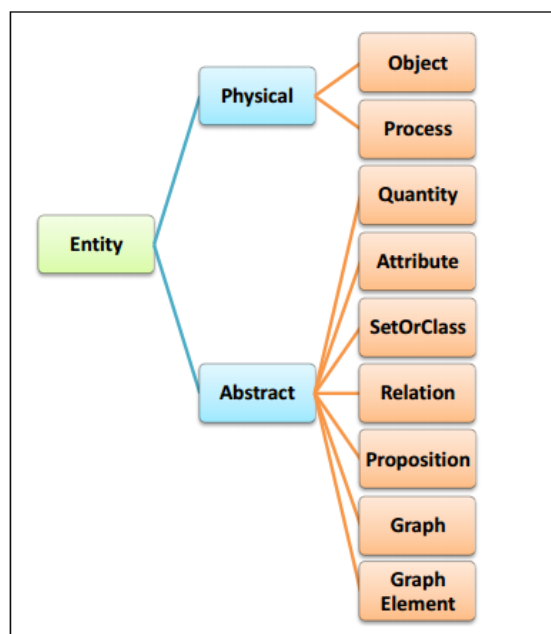 Object
Physical
Process
Quantity
Entity
Attribute
SetOrClass
Abstract
Relation
Proposition
Graph
Graph
Element